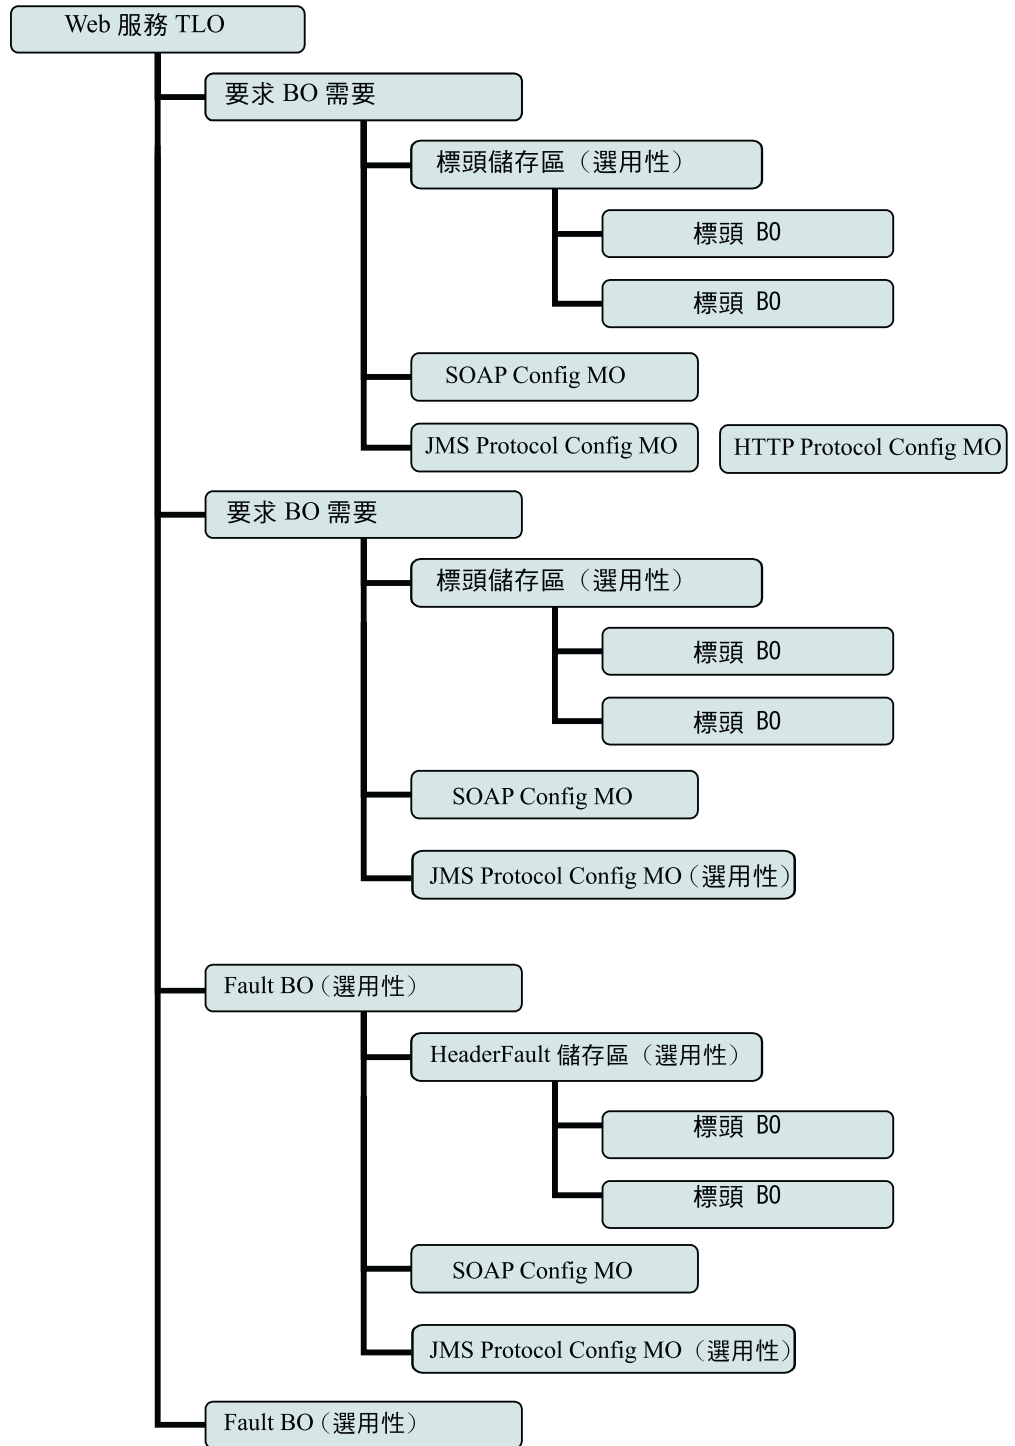 Web 服務 TLO
要求 BO 需要
標頭儲存區（選用性）
標頭 BO
標頭 BO
SOAP Config MO
JMS Protocol Config MO
HTTP Protocol Config MO
要求 BO 需要
標頭儲存區（選用性）
標頭 BO
標頭 BO
SOAP Config MO
JMS Protocol Config MO（選用性）
Fault BO（選用性）
HeaderFault 儲存區（選用性）
標頭 BO
標頭 BO
SOAP Config MO
JMS Protocol Config MO（選用性）
Fault BO（選用性）